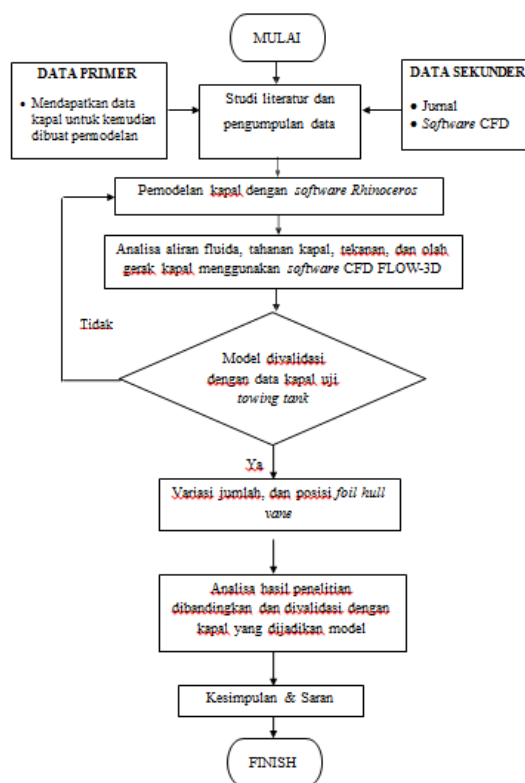 MULAI
DATA PRIMER
• Mendapatkan data
kapal untuk kemudian
dibuat permodelan
Studi literatur dan
pengumpulan data
DATA SEKUNDER
● Jurnal
● Software CFD
Pemodelan kapal dengan software Rhinoceros
Analisa aliran fluida, tahanan kapal, tekanan, dan olah
gerak kapal menggunakan software CFD FLOW-3D
Tidak
Model divalidasi
dengan data kapal uji
towing tank
Ya
Variasi jumlah, dan posisi foil hull
vane
Analisa hasil penelitian
dibandingkan dan divalidasi dengan
kapal yang dijadikan model
Kesimpulan & Saran
FINISH